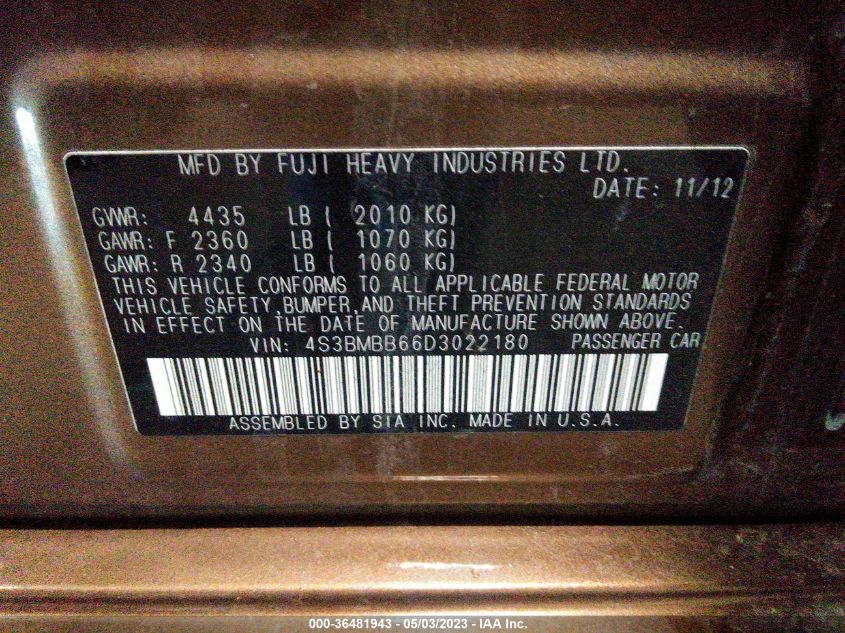 MFD BY FUJI HEAVY INDUSTRIES LTD.
DATE: 11/12
GVWR: 4435 LB ( 2010 KG)
GAWR: F 2360 LB ( 1070 KG)
GAWR: R 2340 LB ( 1060 KG)
THIS VEHICLE CONFORMS TO ALL APPLICABLE FEDERAL MOTOR
VEHICLE SAFETY,BUMPER,AND THEFT PREVENTION STANDARDS
IN EFFECT ON THE DATE OF MANUFACTURE SHOWN ABOVE.
VIN: 4S3BMBB66D3022180 PASSENGER CAR
ASSEMBLED BY SIA INC. MADE IN U.S.A.
000-36481943 - 05/03/2023 - IAA Inc.